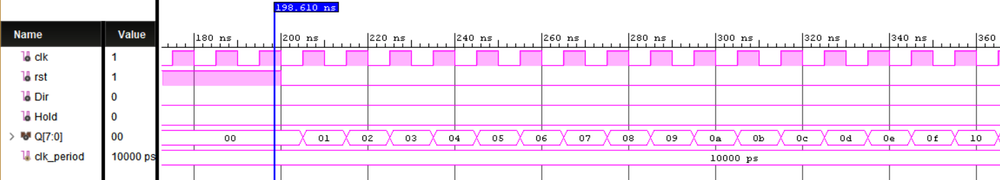 198.610 ns
Name Value 180 ns 200 ns 220 ns 240 ns 260 ns 280 ns 300 ns 320 ns 340 ns 360
clk 1
rst 1
Dir 0
Hold 0
Q[7:0] 00 00 01 02 03 04 05 06 07 08 09 0a 0b 0c 0d 0e 0f 10
clk_period 10000 ps 10000 ps